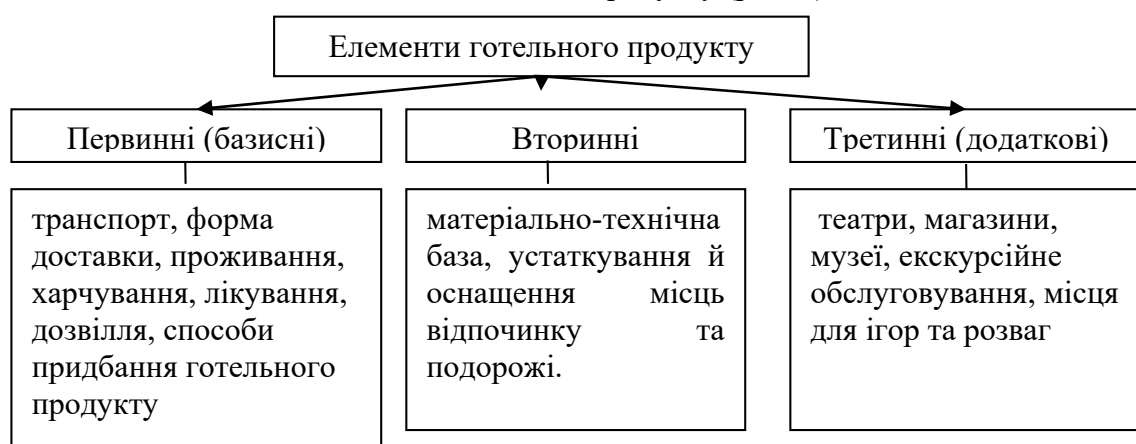 Елементи готельного продукту
Первинні (базисні)
Вторинні
Третинні (додаткові)
транспорт, форма
доставки, проживання,
харчування, лікування,
дозвілля, способи
придбання готельного
продукту
матеріально-технічна
база, устаткування й
оснащення місць
відпочинку та
подорожі.
театри, магазини,
музеї, екскурсійне
обслуговування, місця
для ігор та розваг